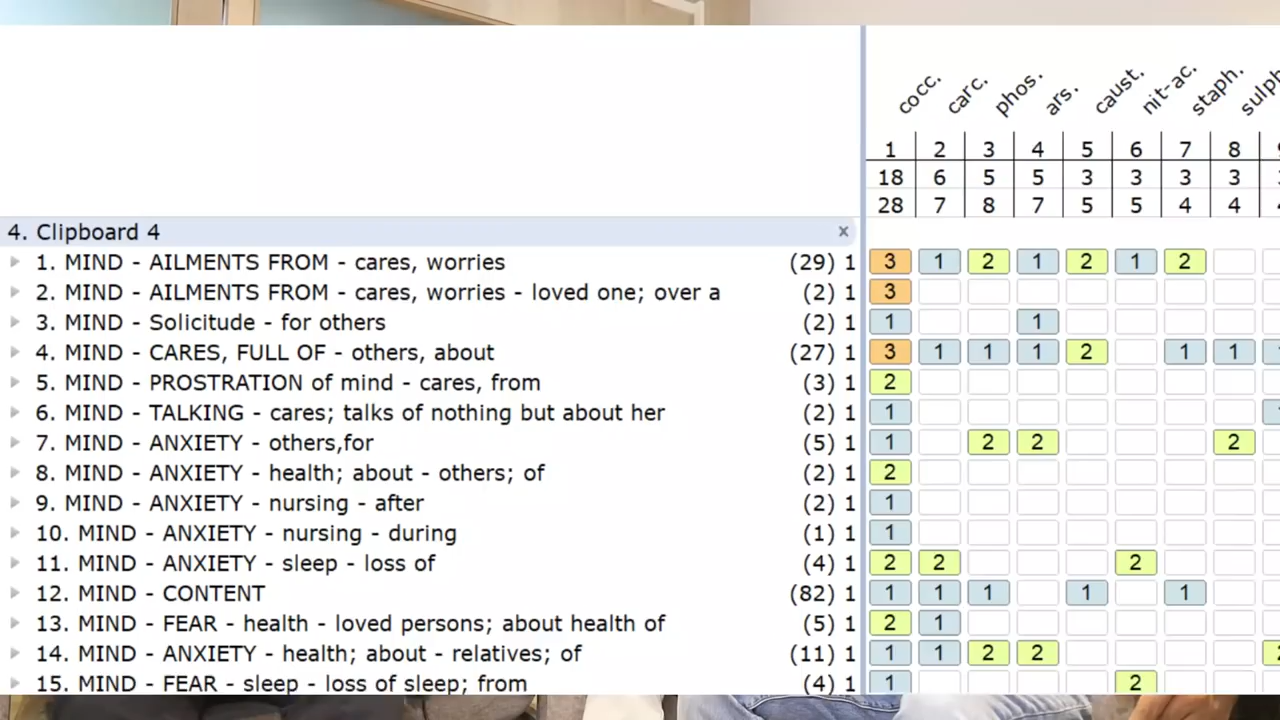 cocc. carc. phos. ars. caust. nit-ac. staph. sulph
1 2 3 4 5 6 7 8
18 6 5 5 3 3 3 3
28 7 8 7 5 5 4 4
4. Clipboard 4 x
1. MIND - AILMENTS FROM - cares, worries (29) 1 3 1 2 1 2 1 2
2. MIND - AILMENTS FROM - cares, worries - loved one; over a (2) 1 3
3. MIND - Solicitude - for others (2) 1 1 1
4. MIND - CARES, FULL OF - others, about (27) 1 3 1 1 1 2 1 1
5. MIND - PROSTRATION of mind - cares, from (3) 1 2
6. MIND - TALKING - cares; talks of nothing but about her (2) 1 1
7. MIND - ANXIETY - others,for (5) 1 1 2 2 2
8. MIND - ANXIETY - health; about - others; of (2) 1 2
9. MIND - ANXIETY - nursing - after (2) 1 1
10. MIND - ANXIETY - nursing - during (1) 1 1
11. MIND - ANXIETY - sleep - loss of (4) 1 2 2 2
12. MIND - CONTENT (82) 1 1 1 1 1 1
13. MIND - FEAR - health - loved persons; about health of (5) 1 2 1
14. MIND - ANXIETY - health; about - relatives; of (11) 1 1 1 2 2
15. MIND - FEAR - sleep - loss of sleep; from (4) 1 1 2